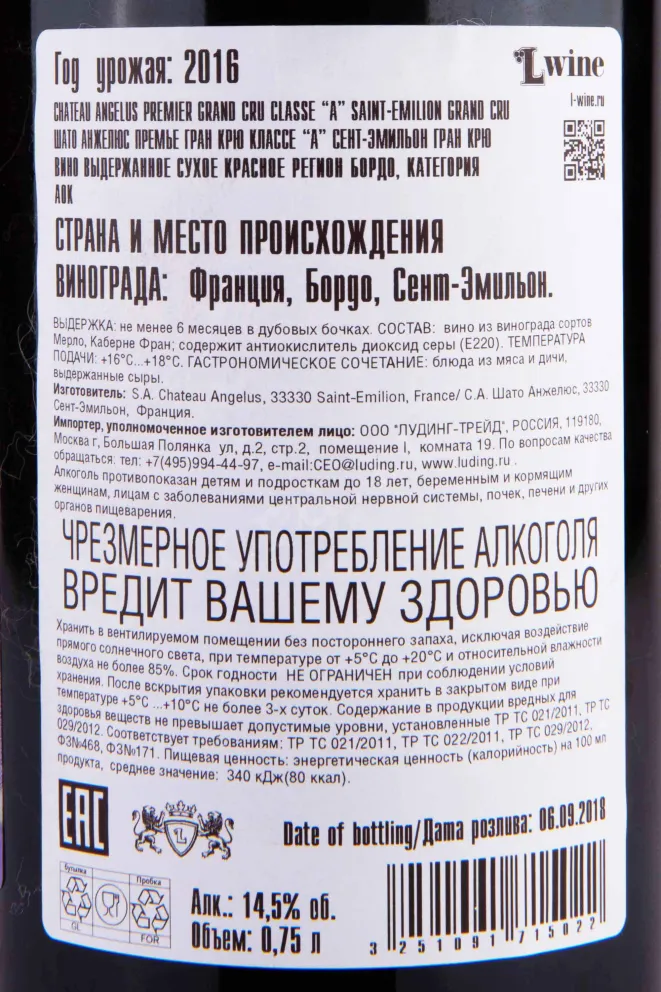 Год урожая: 2016
Lwine
l-wine.ru
CHATEAU ANGELUS PREMIER GRAND CRU CLASSE “A” SAINT-EMILION GRAND CRU
ШАТО АНЖЕЛЮС ПРЕМЬЕ ГРАН КРЮ КЛАССЕ “А” СЕНТ-ЭМИЛЬОН ГРАН КРЮ
ВИНО ВЫДЕРЖАННОЕ СУХОЕ КРАСНОЕ РЕГИОН БОРДО, КАТЕГОРИЯ
АОК
СТРАНА И МЕСТО ПРОИСХОЖДЕНИЯ
ВИНОГРАДА: Франция, Бордо, Сент-Эмильон.
ВЫДЕРЖКА: не менее 6 месяцев в дубовых бочках. СОСТАВ: вино из винограда сортов
Мерло, Каберне Фран; содержит антиокислитель диоксид серы (Е220). ТЕМПЕРАТУРА
ПОДАЧИ: +16°С...+18°С. ГАСТРОНОМИЧЕСКОЕ СОЧЕТАНИЕ: блюда из мяса и дичи,
выдержанные сыры.
Изготовитель: S.A. Chateau Angelus, 33330 Saint-Emilion, France/ С.А. Шато Анжелюс, 33330
Сент-Эмильон, Франция.
Импортер, уполномоченное изготовителем лицо: ООО "ЛУДИНГ-ТРЕЙД", РОССИЯ, 119180,
Москва г, Большая Полянка ул, д.2, стр.2, помещение I, комната 19. По вопросам качества
обращаться: тел: +7(495)994-44-97, e-mail:CEO@luding.ru, www.luding.ru .
Алкоголь противопоказан детям и подросткам до 18 лет, беременным и кормящим
женщинам, лицам с заболеваниями центральной нервной системы, почек, печени и других
органов пищеварения.
ЧРЕЗМЕРНОЕ УПОТРЕБЛЕНИЕ АЛКОГОЛЯ
ВРЕДИТ ВАШЕМУ ЗДОРОВЬЮ
Хранить в вентилируемом помещении без постороннего запаха, исключая воздействие
прямого солнечного света, при температуре от +5°С до +20°С и относительной влажности
воздуха не более 85%. Срок годности НЕ ОГРАНИЧЕН при соблюдении условий
хранения. После вскрытия упаковки рекомендуется хранить в закрытом виде при
температуре +5°С ...+10°С не более 3-х суток. Содержание в продукции вредных для
здоровья веществ не превышает допустимые уровни, установленные ТР ТС 021/2011, ТР ТС
029/2012. Соответствует требованиям: ТР ТС 021/2011, ТР ТС 022/2011, ТР ТС 029/2012,
ФЗ№468, ФЗ№171. Пищевая ценность: энергетическая ценность (калорийность) на 100 мл
продукта, среднее значение: 340 кДж(80 ккал).
EAC
L
Date of bottling/Дата розлива: 06.09.2018
Бутылка
Пробка
GL
FOR
Алк.: 14,5% об.
Объем: 0,75 л
3 251091 715022